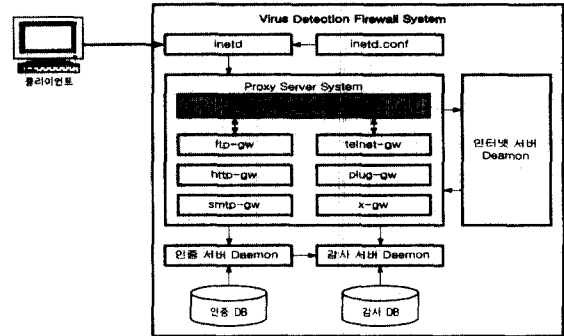 Virus Detection Firewall System
inetd
inetd.conf
클라이언트
Proxy Server System
ftp-gw
telnet-gw
http-gw
plug-gw
smtp-gw
x-gw
인터넷 서버
Deamon
인증 서버 Daemon
감사 서버 Daemon
인증 DB
감사 DB